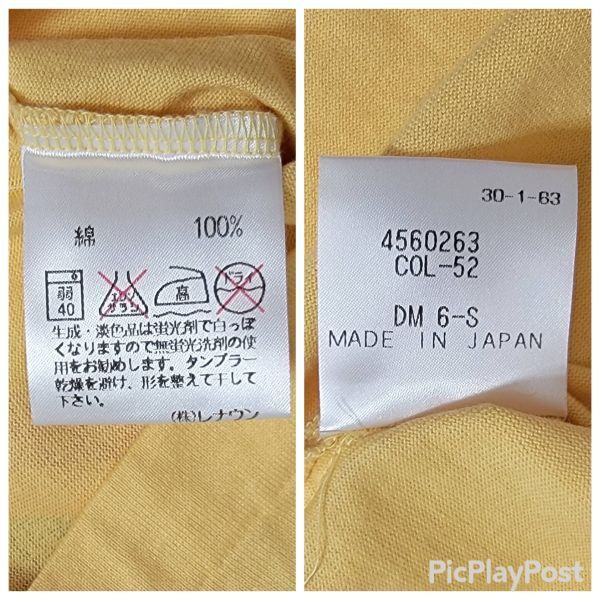 綿 100%
弱
40
エンソ
サラシ
高
ドライ
生成・淡色品は蛍光剤で白っぽ
くなりますので無蛍光洗剤の使
用をお勧めします。タンブラー
乾燥を避け、形を整えて干して
下さい。
(株)レナウン
30-1-63
4560263
COL-52
DM 6-S
MADE IN JAPAN
PicPlayPost